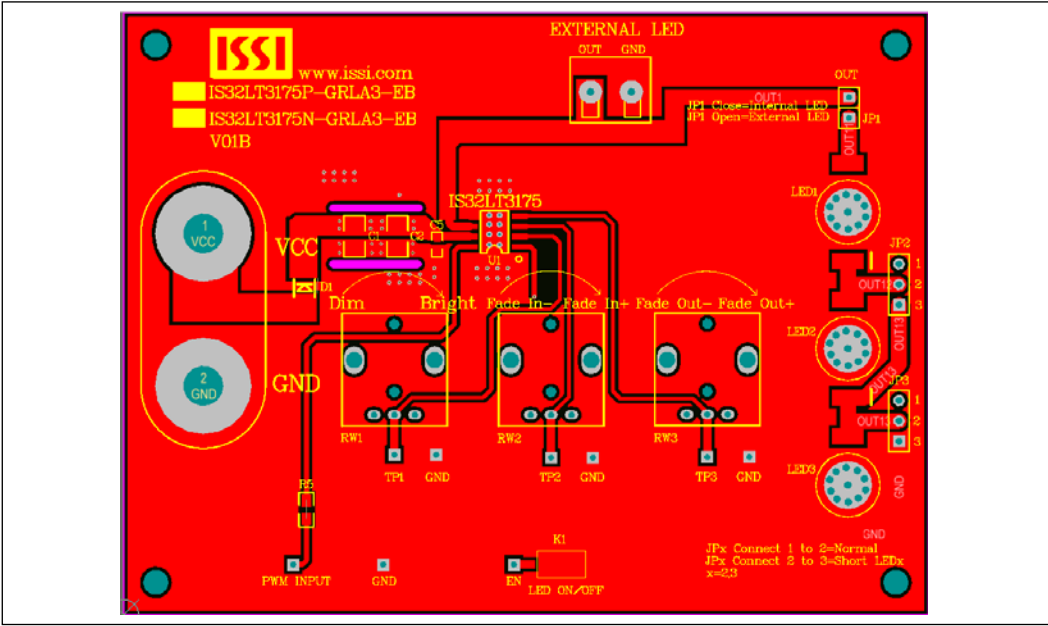 EXTERNAL LED
OUT GND
ISSI
www.issi.com
IS32LT3175P-GRLA3-EB
IS32LT3175N-GRLA3-EB
V01B
OUT
OUT1
JP1 Close=Internal LED
JP1 Open=External LED
JP1
OUT11
LED1
IS32LT3175
C1
C2
C5
U1
1
VCC
VCC
D1
JP2
1
2
3
OUT12
OUT13
Dim Bright
Fade In- Fade In+
Fade Out- Fade Out+
LED2
2
GND
GND
OUT13
JP3
1
2
3
OUT13
RW1
RW2
RW3
TP1 GND
TP2 GND
TP3 GND
LED3
GND
R5
GND
K1
JPx Connect 1 to 2=Normal
JPx Connect 2 to 3=Short LEDx
x=2,3
PWM INPUT
GND
EN
LED ON/OFF